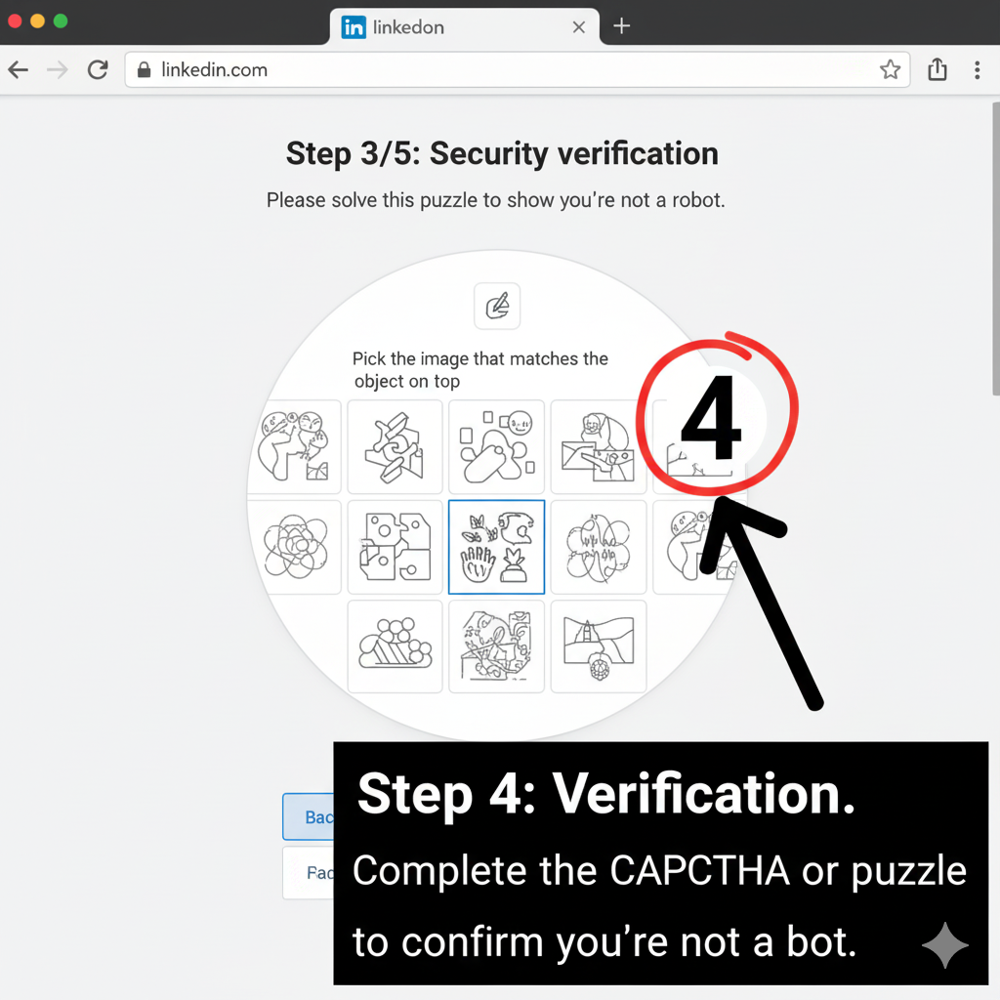 in linkedon
linkedin.com
Step 3/5: Security verification
Please solve this puzzle to show you're not a robot.
Pick the image that matches the
object on top
4
Bac
Fac
Step 4: Verification.
Complete the CAPCTHA or puzzle
to confirm you're not a bot.